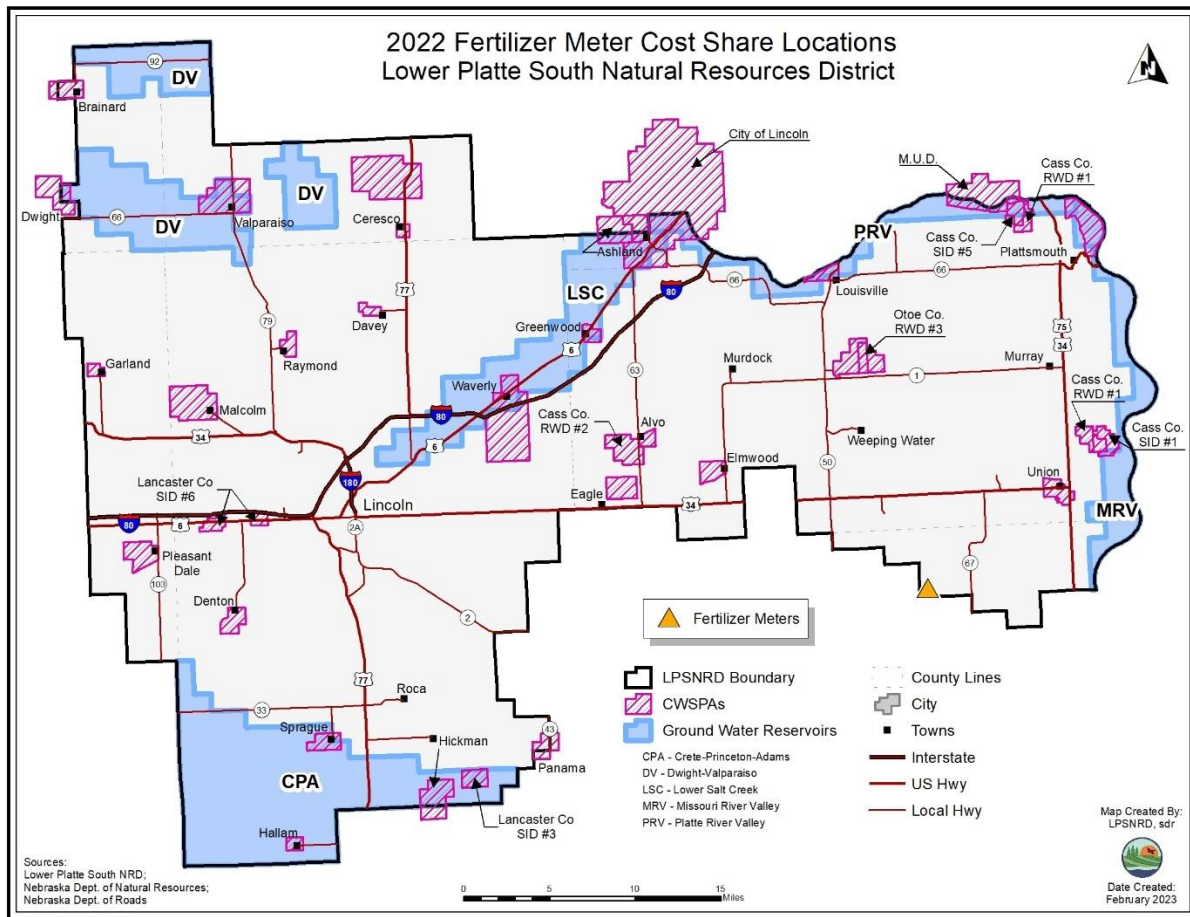 2022 Fertilizer Meter Cost Share Locations
Lower Platte South Natural Resources District
N
92
DV
Brainard
City of Lincoln
M.U.D.
Cass Co.
RWD #1
DV
Dwight
66
DV
Valparaiso
Ceresco
Ashland
PRV
Cass Co.
SID #5
Plattsmouth
77
LSC
80
66
Louisville
66
79
Davey
Greenwood
6
Otoe Co.
RWD #3
75
34
Garland
Raymond
63
Murdock
Murray
Waverly
1
Malcolm
80
Cass Co.
RWD #2
Alvo
Cass Co.
RWD #1
Cass Co.
SID #1
34
6
Weeping Water
Lancaster Co
SID #6
180
Lincoln
Elmwood
50
Union
Eagle
34
MRV
80
6
2A
Pleasant
Dale
103
67
Denton
2
Fertilizer Meters
77
Roca
33
Sprague
Hickman
43
Panama
CPA
Lancaster Co
SID #3
Hallam
LPSNRD Boundary
CWSPAs
Ground Water Reservoirs
CPA - Crete-Princeton-Adams
DV - Dwight-Valparaiso
LSC - Lower Salt Creek
MRV - Missouri River Valley
PRV - Platte River Valley
County Lines
City
Towns
Interstate
US Hwy
Local Hwy
Map Created By:
LPSNRD, sdr
Date Created:
February 2023
Sources:
Lower Platte South NRD;
Nebraska Dept. of Natural Resources;
Nebraska Dept. of Roads
0 5 10 15
Miles